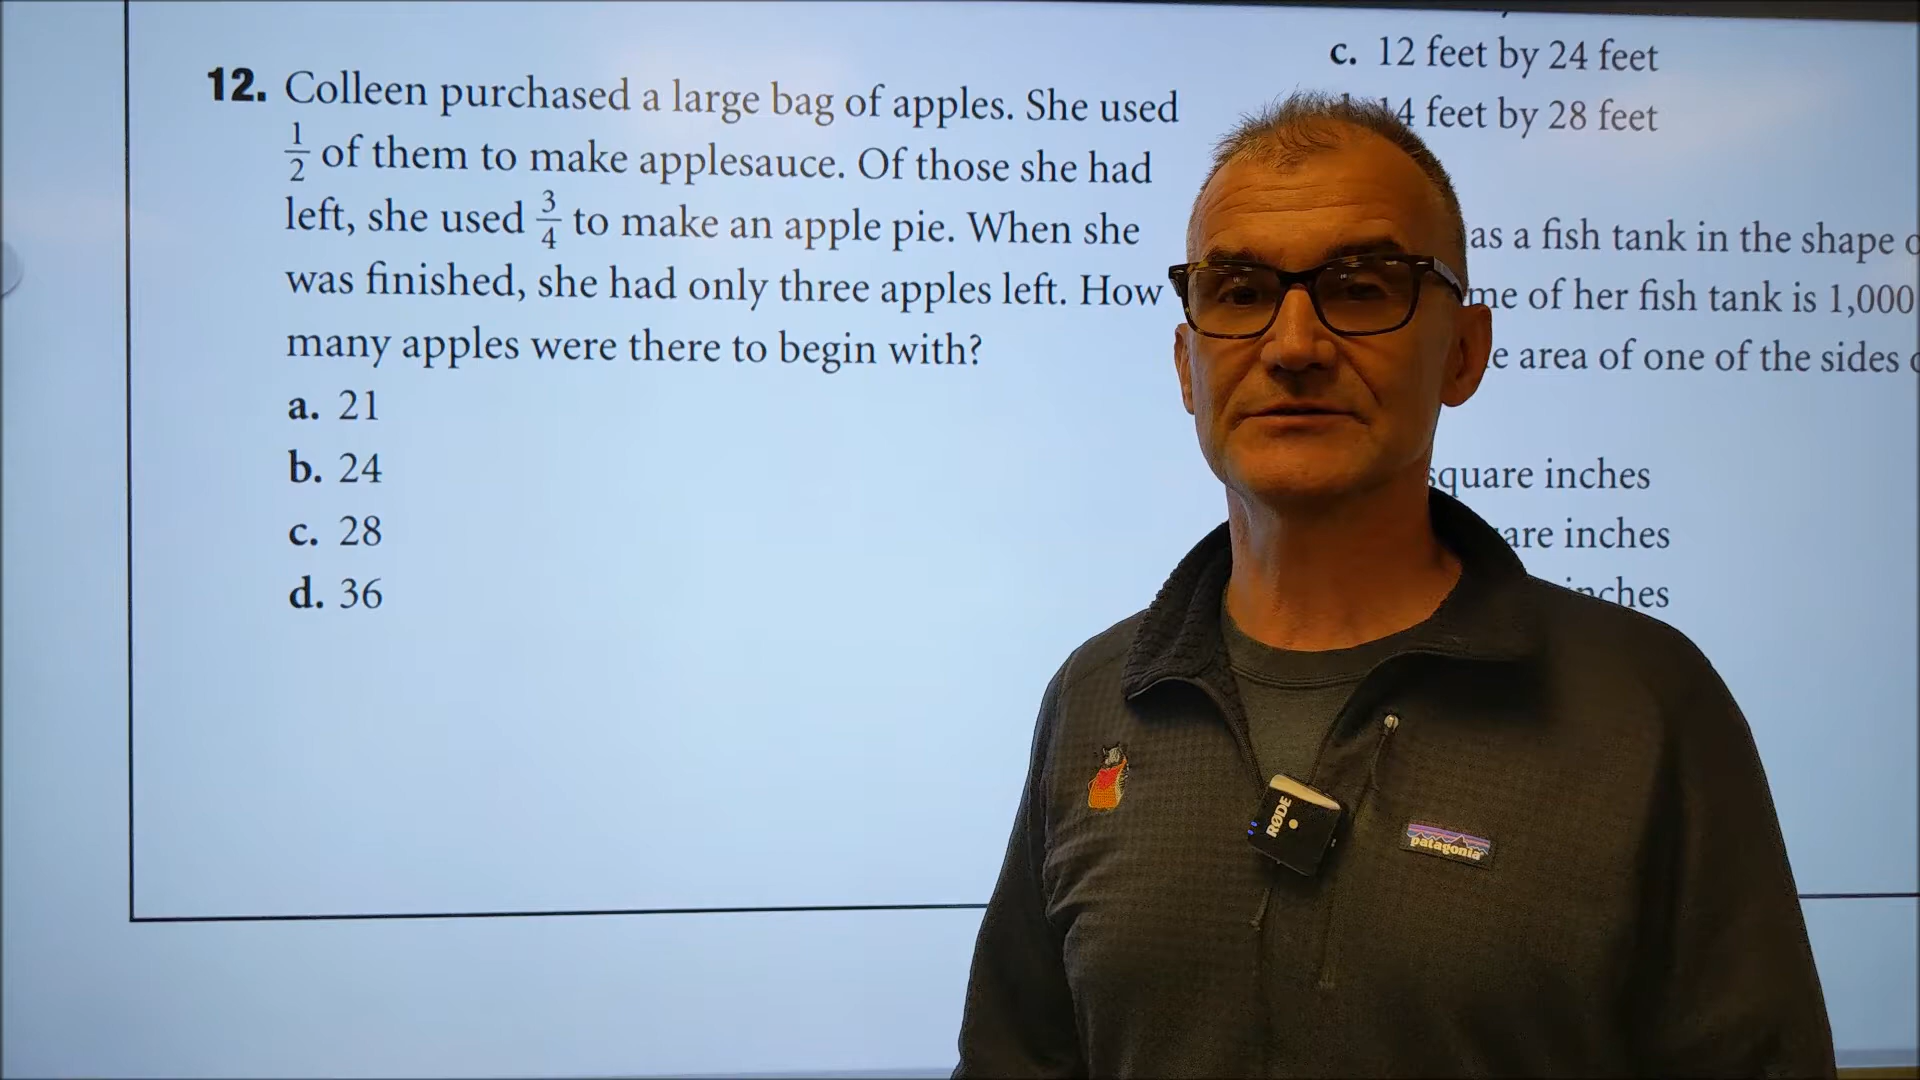 12. Colleen purchased a large bag of apples. She used
1/2 of them to make applesauce. Of those she had
left, she used 3/4 to make an apple pie. When she
was finished, she had only three apples left. How
many apples were there to begin with?
a. 21
b. 24
c. 28
d. 36
c. 12 feet by 24 feet
feet by 28 feet
as a fish tank in the shape
of her fish tank is 1,000
area of one of the sides
square inches
inches
RØDE
patagonia